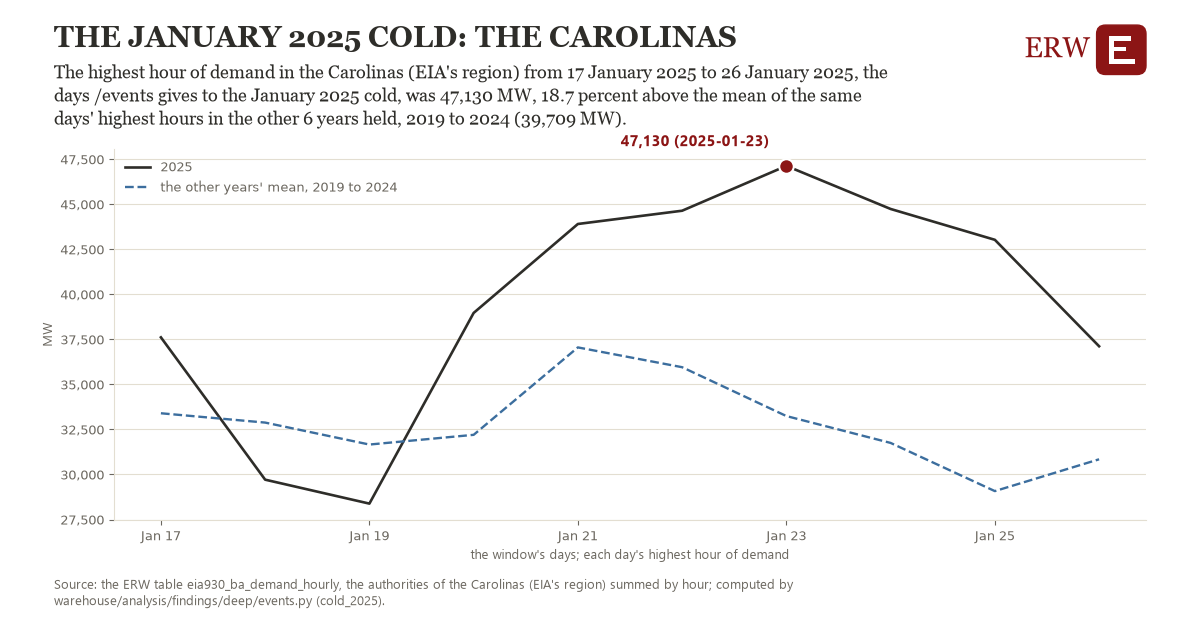 THE JANUARY 2025 COLD: THE CAROLINAS
ERW E
The highest hour of demand in the Carolinas (EIA's region) from 17 January 2025 to 26 January 2025, the
days /events gives to the January 2025 cold, was 47,130 MW, 18.7 percent above the mean of the same
days' highest hours in the other 6 years held, 2019 to 2024 (39,709 MW).
47,130 (2025-01-23)
2025
the other years' mean, 2019 to 2024
MW
47,500
45,000
42,500
40,000
37,500
35,000
32,500
30,000
27,500
Jan 17 Jan 19 Jan 21 Jan 23 Jan 25
the window's days; each day's highest hour of demand
Source: the ERW table eia930_ba_demand_hourly, the authorities of the Carolinas (EIA's region) summed by hour; computed by
warehouse/analysis/findings/deep/events.py (cold_2025).